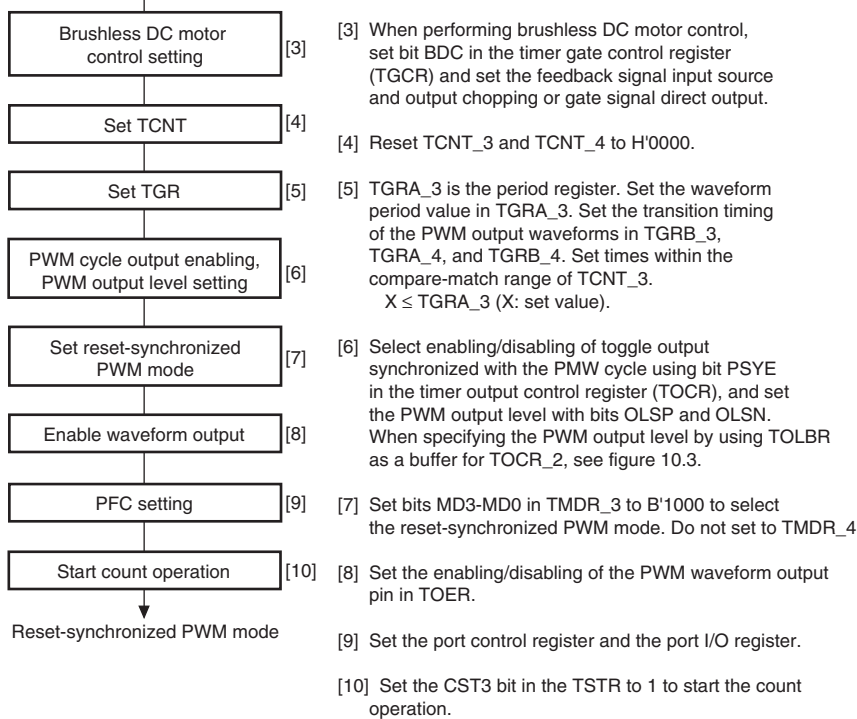 Brushless DC motor
control setting
[3]
Set TCNT
[4]
Set TGR
[5]
PWM cycle output enabling,
PWM output level setting
[6]
Set reset-synchronized
PWM mode
[7]
Enable waveform output
[8]
PFC setting
[9]
Start count operation
[10]
Reset-synchronized PWM mode
[3] When performing brushless DC motor control,
set bit BDC in the timer gate control register
(TGCR) and set the feedback signal input source
and output chopping or gate signal direct output.
[4] Reset TCNT_3 and TCNT_4 to H'0000.
[5] TGRA_3 is the period register. Set the waveform
period value in TGRA_3. Set the transition timing
of the PWM output waveforms in TGRB_3,
TGRA_4, and TGRB_4. Set times within the
compare-match range of TCNT_3.
X ≤ TGRA_3 (X: set value).
[6] Select enabling/disabling of toggle output
synchronized with the PMW cycle using bit PSYE
in the timer output control register (TOCR), and set
the PWM output level with bits OLSP and OLSN.
When specifying the PWM output level by using TOLBR
as a buffer for TOCR_2, see figure 10.3.
[7] Set bits MD3-MD0 in TMDR_3 to B'1000 to select
the reset-synchronized PWM mode. Do not set to TMDR_4
[8] Set the enabling/disabling of the PWM waveform output
pin in TOER.
[9] Set the port control register and the port I/O register.
[10] Set the CST3 bit in the TSTR to 1 to start the count
operation.